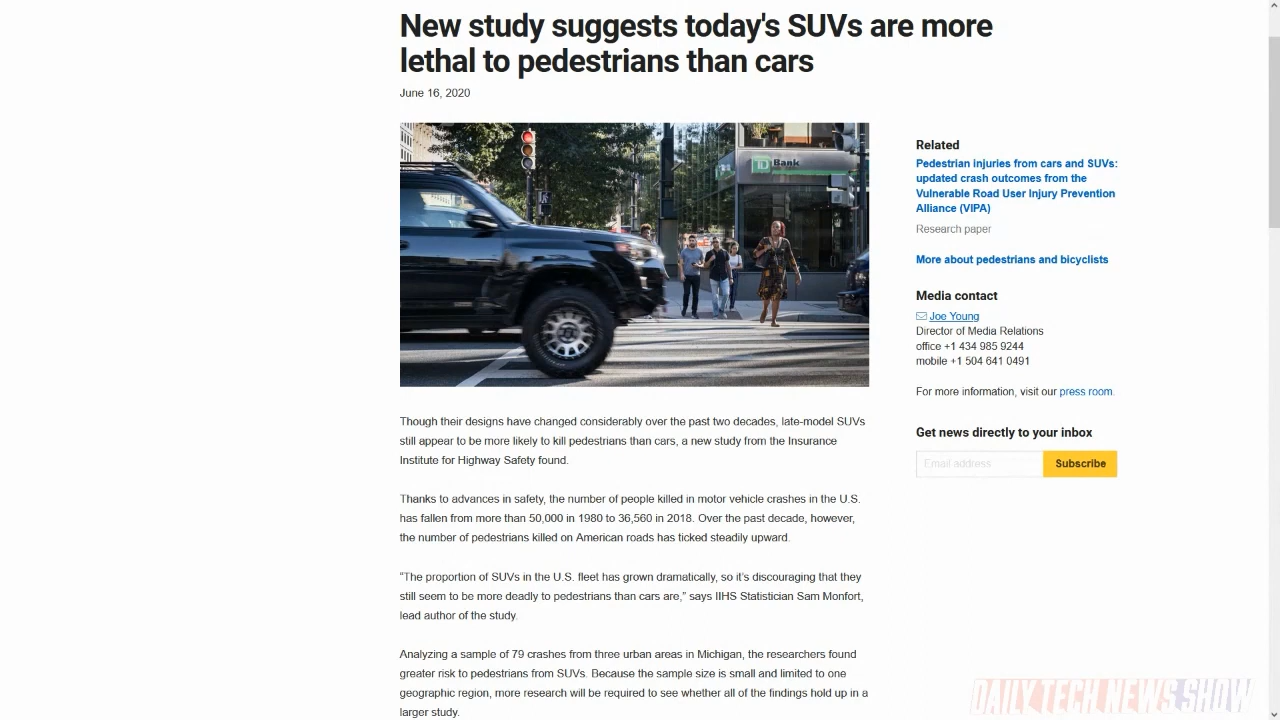 New study suggests today's SUVs are more
lethal to pedestrians than cars
June 16, 2020
TD Bank
Though their designs have changed considerably over the past two decades, late-model SUVs
still appear to be more likely to kill pedestrians than cars, a new study from the Insurance
Institute for Highway Safety found.
Thanks to advances in safety, the number of people killed in motor vehicle crashes in the U.S.
has fallen from more than 50,000 in 1980 to 36,560 in 2018. Over the past decade, however,
the number of pedestrians killed on American roads has ticked steadily upward.
“The proportion of SUVs in the U.S. fleet has grown dramatically, so it’s discouraging that they
still seem to be more deadly to pedestrians than cars are,” says IIHS Statistician Sam Monfort,
lead author of the study.
Analyzing a sample of 79 crashes from three urban areas in Michigan, the researchers found
greater risk to pedestrians from SUVs. Because the sample size is small and limited to one
geographic region, more research will be required to see whether all of the findings hold up in a
larger study.
Related
Pedestrian injuries from cars and SUVs:
updated crash outcomes from the
Vulnerable Road User Injury Prevention
Alliance (VIPA)
Research paper
More about pedestrians and bicyclists
Media contact
Joe Young
Director of Media Relations
office +1 434 985 9244
mobile +1 504 641 0491
For more information, visit our press room.
Get news directly to your inbox
Email address
Subscribe
DAILY TECH NEWS SHOW